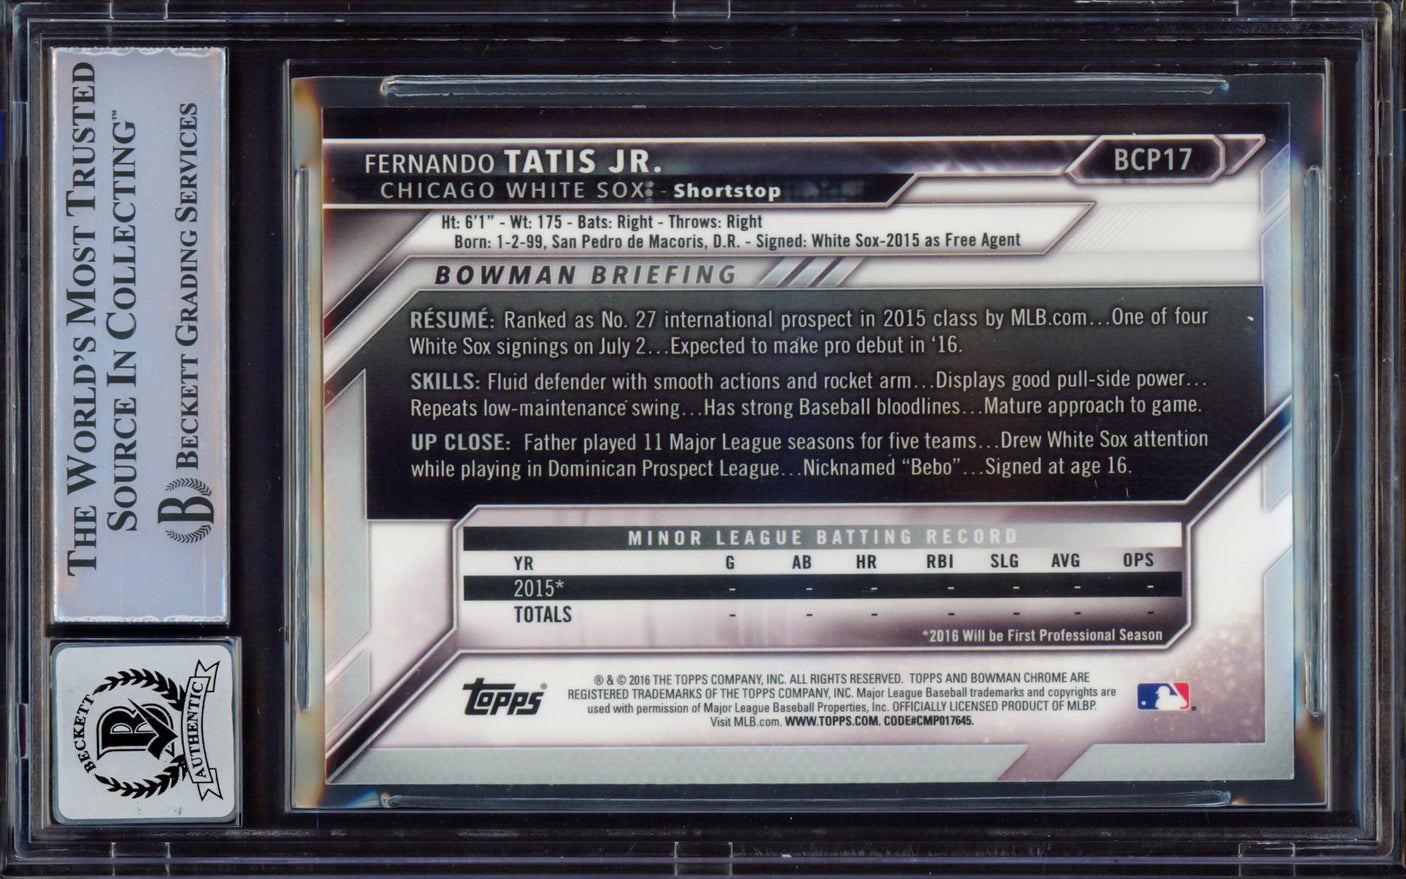 THE WORLD'S MOST TRUSTED
SOURCE IN COLLECTING™
B BECKETT GRADING SERVICES
BECKETT
B
AUTHENTIC
FERNANDO TATIS JR.
BCP17
CHICAGO WHITE SOX® - Shortstop
Ht: 6'1" - Wt: 175 - Bats: Right - Throws: Right
Born: 1-2-99, San Pedro de Macoris, D.R. - Signed: White Sox-2015 as Free Agent
BOWMAN BRIEFING
RÉSUMÉ: Ranked as No. 27 international prospect in 2015 class by MLB.com...One of four
White Sox signings on July 2...Expected to make pro debut in '16.
SKILLS: Fluid defender with smooth actions and rocket arm...Displays good pull-side power...
Repeats low-maintenance swing...Has strong Baseball bloodlines...Mature approach to game.
UP CLOSE: Father played 11 Major League seasons for five teams...Drew White Sox attention
while playing in Dominican Prospect League...Nicknamed "Bebo"...Signed at age 16.
MINOR LEAGUE BATTING RECORD
YR G AB HR RBI SLG AVG OPS
2015* - - - - - - -
TOTALS - - - - - - -
*2016 Will be First Professional Season
topps®
® & © 2016 THE TOPPS COMPANY, INC. ALL RIGHTS RESERVED. TOPPS AND BOWMAN CHROME ARE
REGISTERED TRADEMARKS OF THE TOPPS COMPANY, INC. Major League Baseball trademarks and copyrights are
used with permission of Major League Baseball Properties, Inc. OFFICIALLY LICENSED PRODUCT OF MLBP.
Visit MLB.com. WWW.TOPPS.COM. CODE#CMP017645.